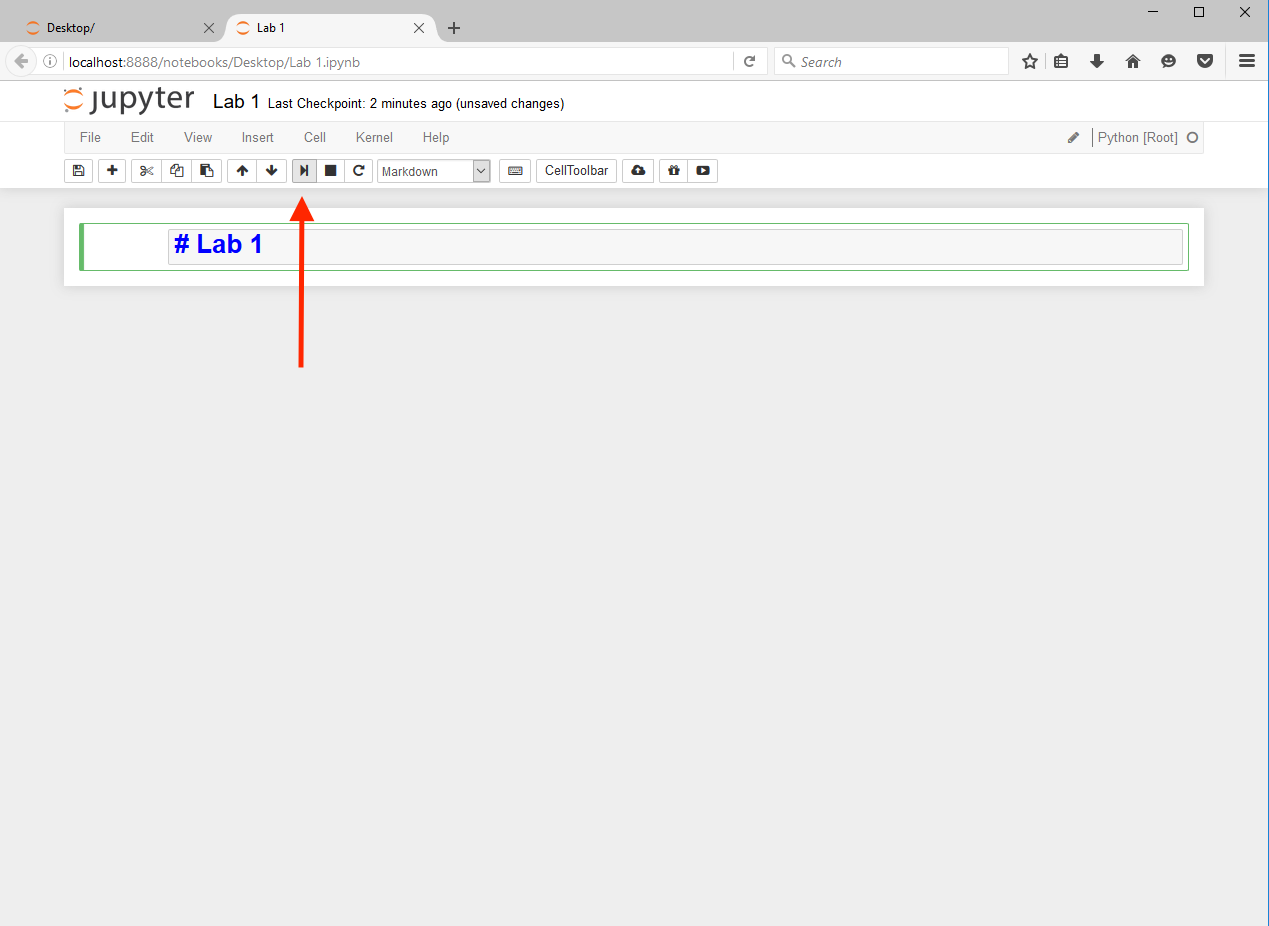 Desktop/ Lab 1
localhost:8888/notebooks/Desktop/Lab 1.ipynb Search
jupyter Lab 1 Last Checkpoint: 2 minutes ago (unsaved changes)
File Edit View Insert Cell Kernel Help Python [Root]
Markdown CellToolbar
# Lab 1